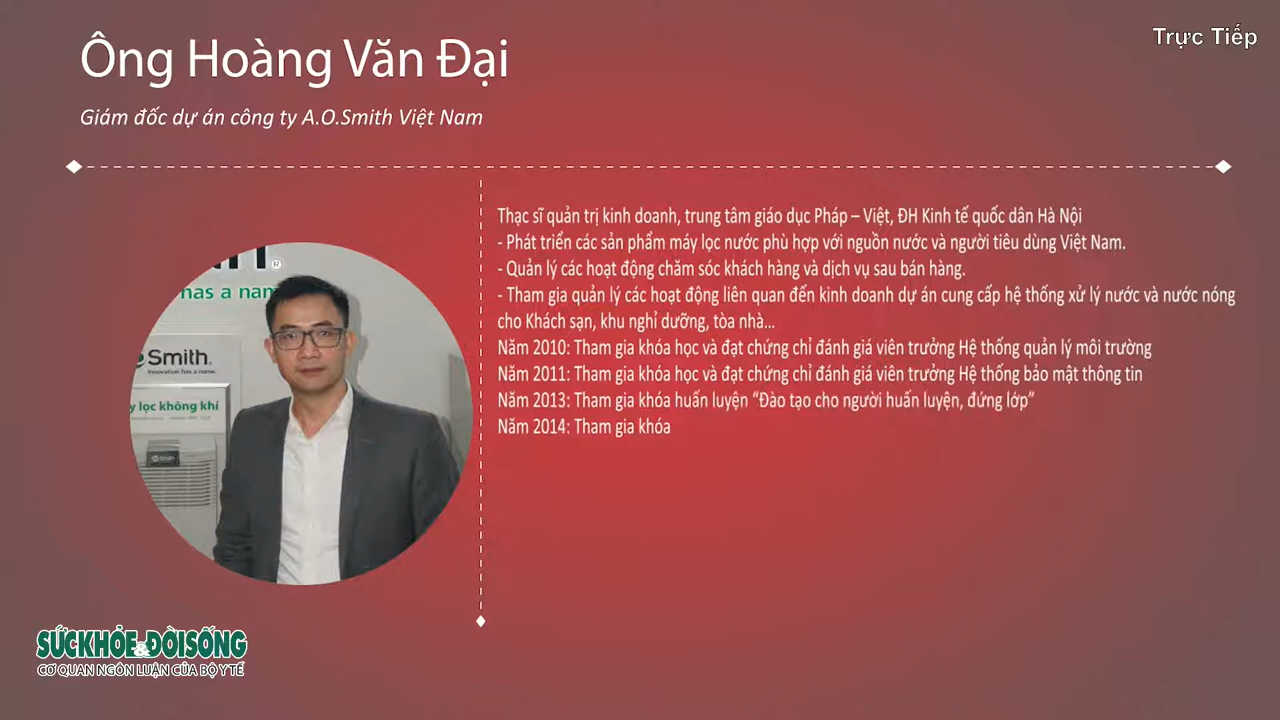 Ông Hoàng Văn Đại
Trực Tiếp
Giám đốc dự án công ty A.O.Smith Việt Nam
Thạc sĩ quản trị kinh doanh, trung tâm giáo dục Pháp – Việt, ĐH Kinh tế quốc dân Hà Nội
- Phát triển các sản phẩm máy lọc nước phù hợp với nguồn nước và người tiêu dùng Việt Nam.
- Quản lý các hoạt động chăm sóc khách hàng và dịch vụ sau bán hàng.
- Tham gia quản lý các hoạt động liên quan đến kinh doanh dự án cung cấp hệ thống xử lý nước và nước nóng
cho Khách sạn, khu nghỉ dưỡng, tòa nhà...
Năm 2010: Tham gia khóa học và đạt chứng chỉ đánh giá viên trưởng Hệ thống quản lý môi trường
Năm 2011: Tham gia khóa học và đạt chứng chỉ đánh giá viên trưởng Hệ thống bảo mật thông tin
Năm 2013: Tham gia khóa huấn luyện “Đào tạo cho người huấn luyện, đứng lớp”
Năm 2014: Tham gia khóa
has a nam
Smith®
Innovation has a name.
y lọc không khí
Smith
SỨCKHỎE&ĐỜISỐNG
CƠ QUAN NGÔN LUẬN CỦA BỘ Y TẾ